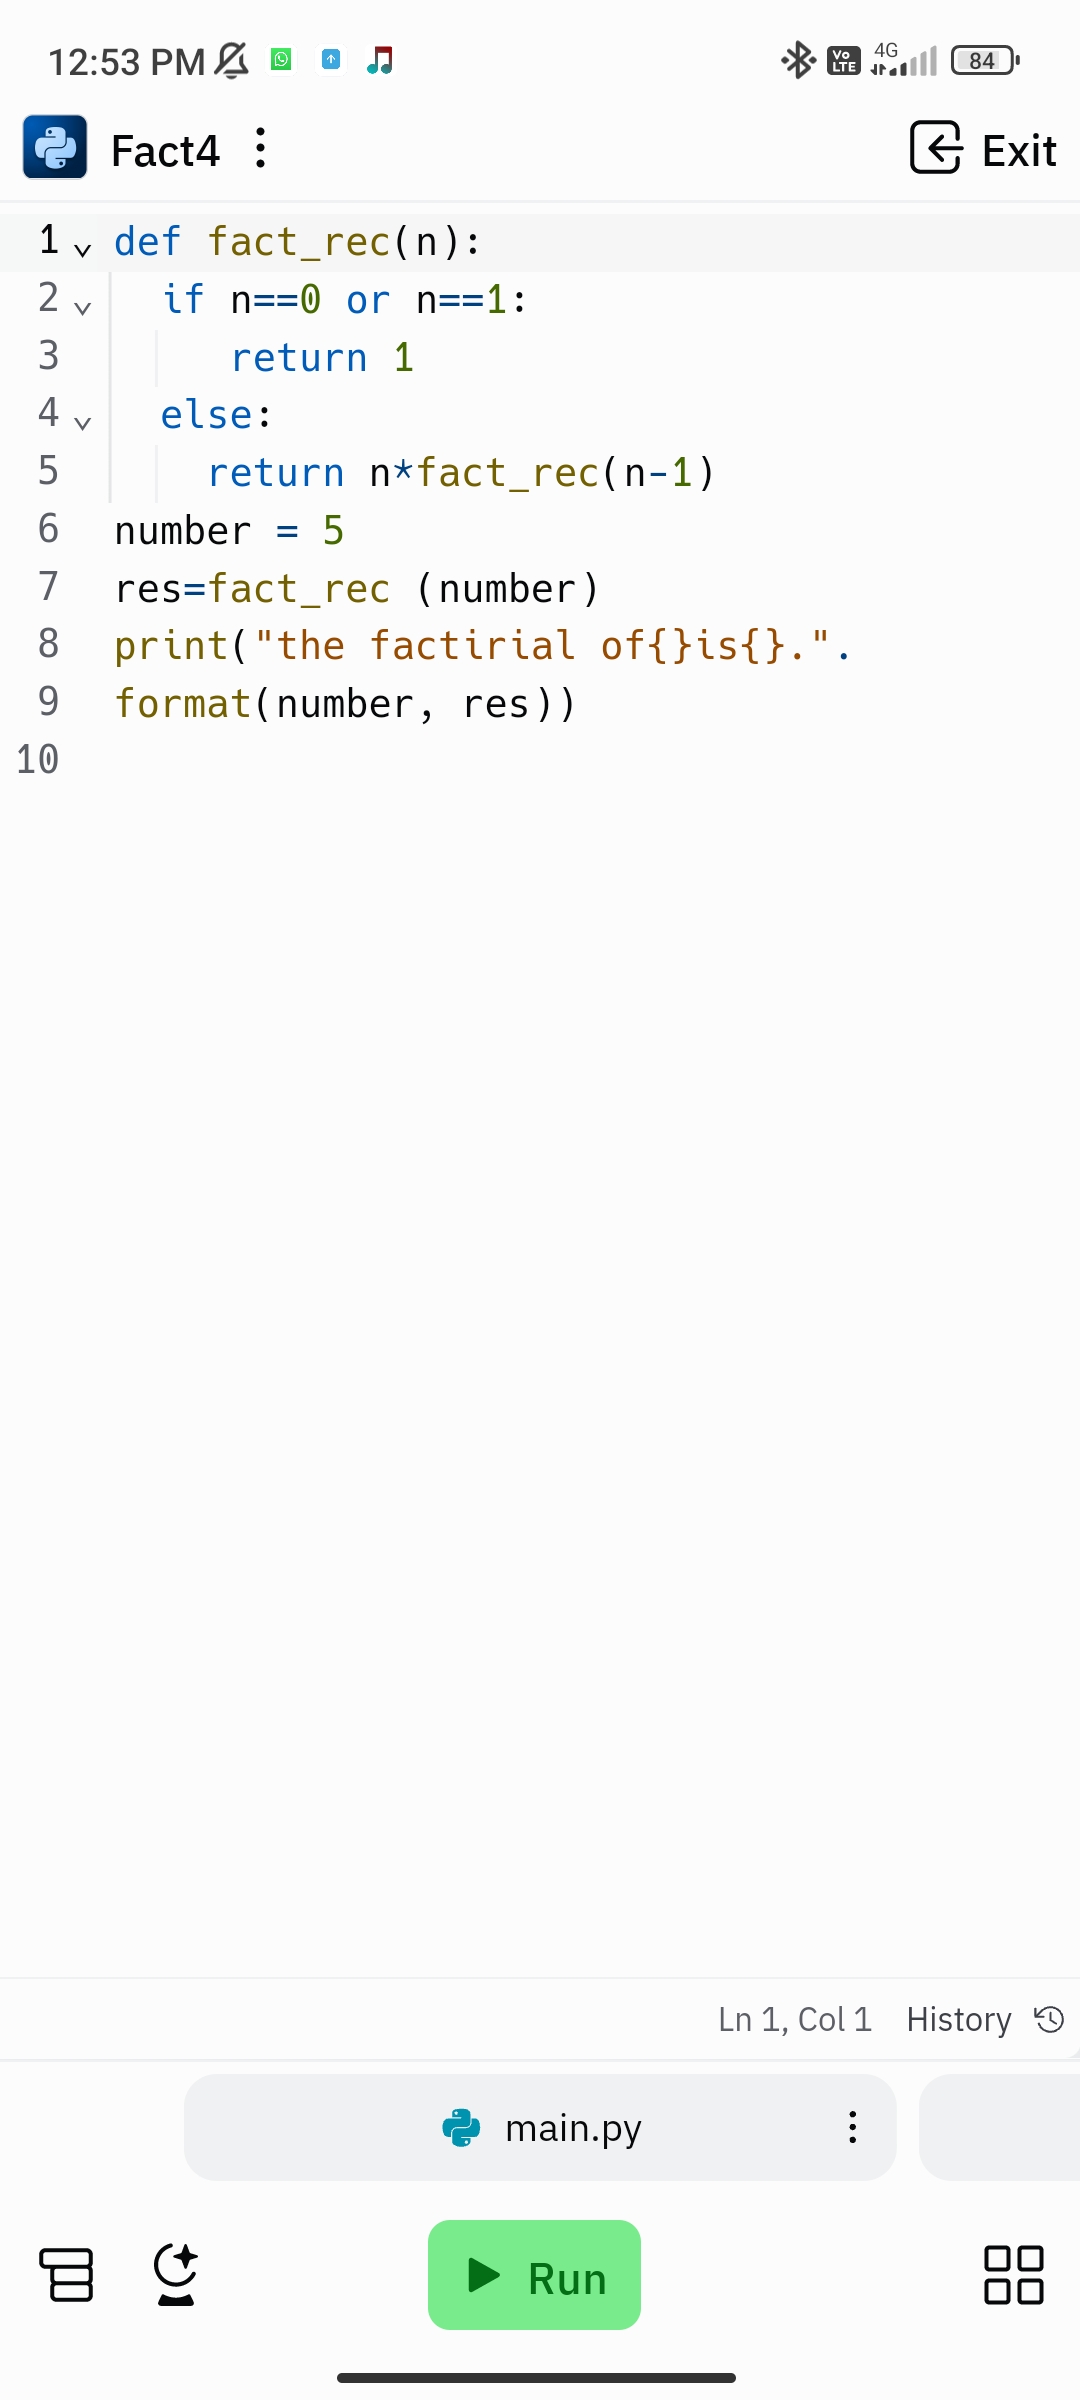 12:53 PM Vo LTE 4G 84
Fact4 Exit
1 def fact_rec(n):
2 if n==0 or n==1:
3 return 1
4 else:
5 return n*fact_rec(n-1)
6 number = 5
7 res=fact_rec (number)
8 print("the factirial of{}is{}.".
9 format(number, res))
10
Ln 1, Col 1 History
main.py
Run